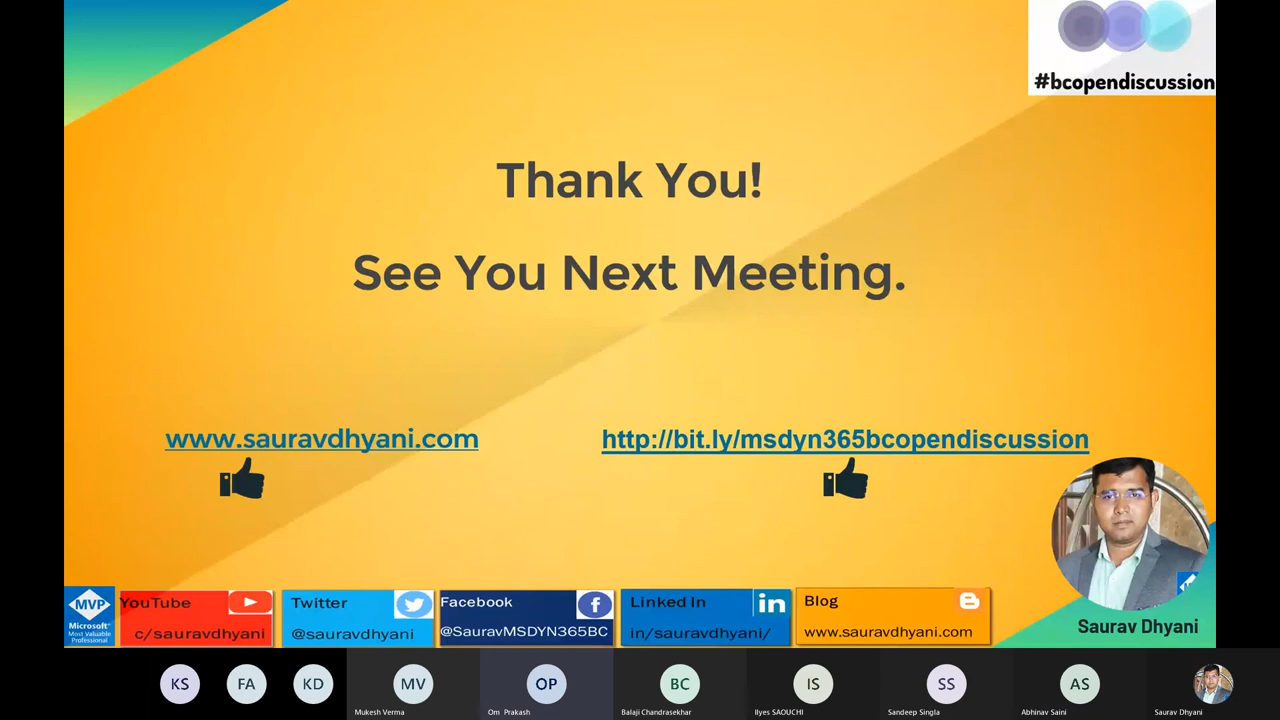 #bcopendiscussion
Thank You!
See You Next Meeting.
www.sauravdhyani.com
http://bit.ly/msdyn365bcopendiscussion
MVP
Microsoft®
Most Valuable
Professional
YouTube
c/sauravdhyani
Twitter
@sauravdhyani
Facebook
@SauravMSDYN365BC
Linked In
in
in/sauravdhyani/
Blog
www.sauravdhyani.com
Saurav Dhyani
KS
FA
KD
MV
OP
BC
IS
SS
AS
Mukesh Verma
Om Prakash
Balaji Chandrasekhar
Ilyes SAOUCHI
Sandeep Singla
Abhinav Saini
Saurav Dhyani